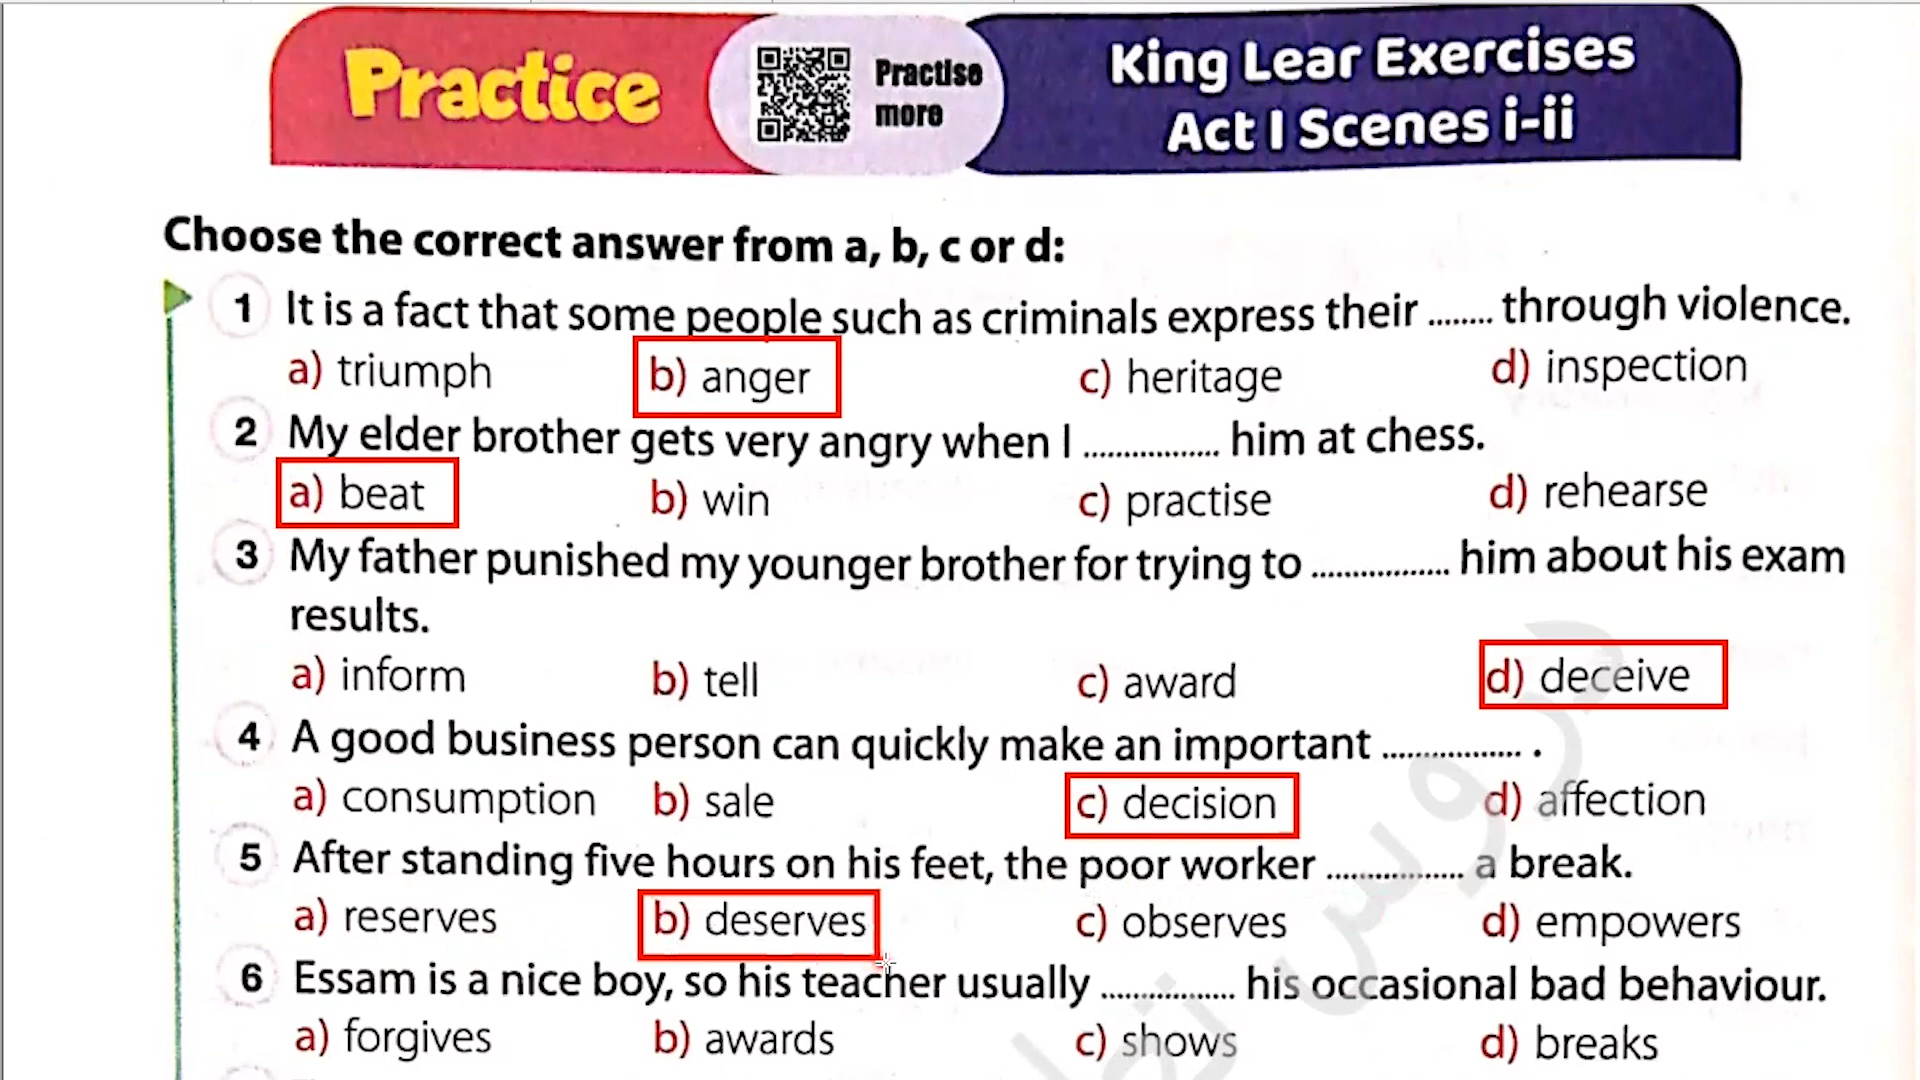 Practice
Practise
more
King Lear Exercises
Act I Scenes i-ii
Choose the correct answer from a, b, c or d:
1 It is a fact that some people such as criminals express their ........ through violence.
a) triumph b) anger c) heritage d) inspection
2 My elder brother gets very angry when I ................. him at chess.
a) beat b) win c) practise d) rehearse
3 My father punished my younger brother for trying to ................. him about his exam
results.
a) inform b) tell c) award d) deceive
4 A good business person can quickly make an important ................. .
a) consumption b) sale c) decision d) affection
5 After standing five hours on his feet, the poor worker ................. a break.
a) reserves b) deserves c) observes d) empowers
6 Essam is a nice boy, so his teacher usually ................. his occasional bad behaviour.
a) forgives b) awards c) shows d) breaks
دروس